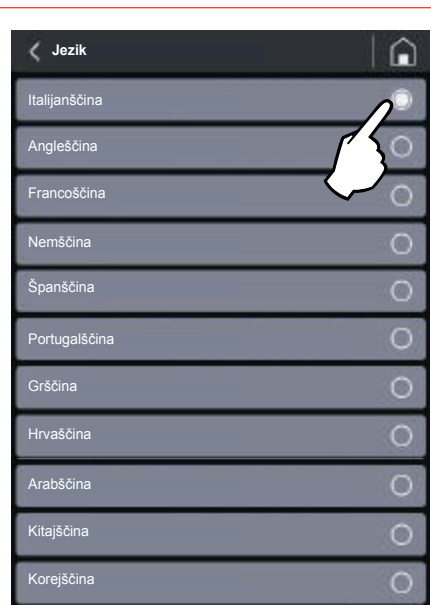 Jezik
Italijanščina
Angleščina
Francoščina
Nemščina
Španščina
Portugalščina
Grščina
Hrvaščina
Arabščina
Kitajščina
Korejščina